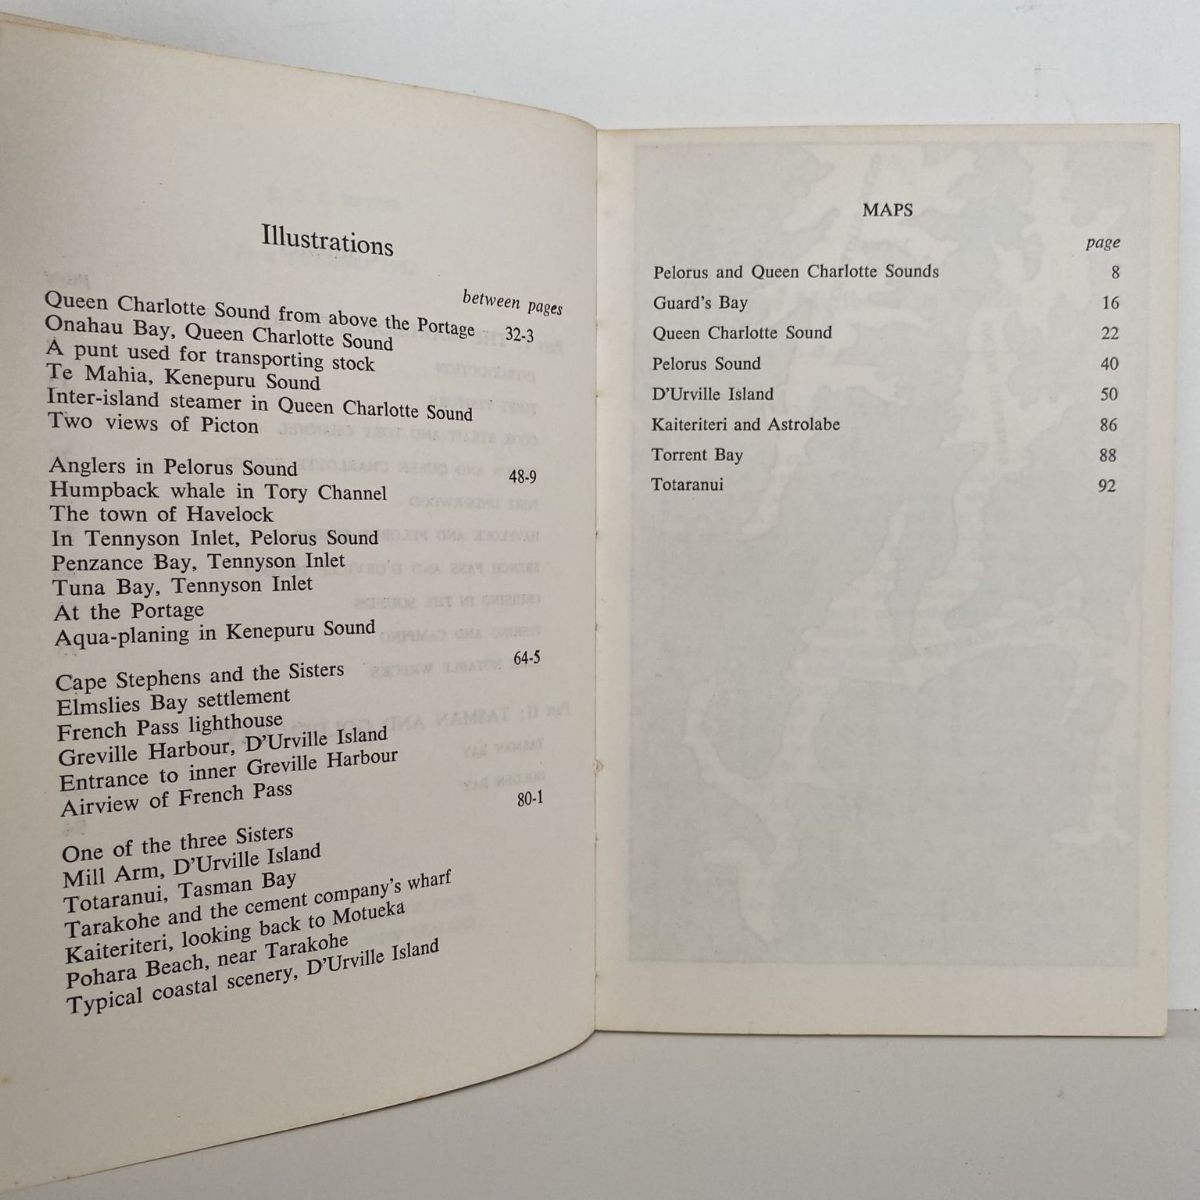 Illustrations
between pages
Queen Charlotte Sound from above the Portage 32-3
Onahau Bay, Queen Charlotte Sound
A punt used for transporting stock
Te Mahia, Kenepuru Sound
Inter-island steamer in Queen Charlotte Sound
Two views of Picton
Anglers in Pelorus Sound 48-9
Humpback whale in Tory Channel
The town of Havelock
In Tennyson Inlet, Pelorus Sound
Penzance Bay, Tennyson Inlet
Tuna Bay, Tennyson Inlet
At the Portage
Aqua-planing in Kenepuru Sound
Cape Stephens and the Sisters 64-5
Elmslies Bay settlement
French Pass lighthouse
Greville Harbour, D'Urville Island
Entrance to inner Greville Harbour
Airview of French Pass
One of the three Sisters 80-1
Mill Arm, D'Urville Island
Totaranui, Tasman Bay
Tarakohe and the cement company's wharf
Kaiteriteri, looking back to Motueka
Pohara Beach, near Tarakohe
Typical coastal scenery, D'Urville Island
MAPS
page
Pelorus and Queen Charlotte Sounds 8
Guard's Bay 16
Queen Charlotte Sound 22
Pelorus Sound 40
D'Urville Island 50
Kaiteriteri and Astrolabe 86
Torrent Bay 88
Totaranui 92